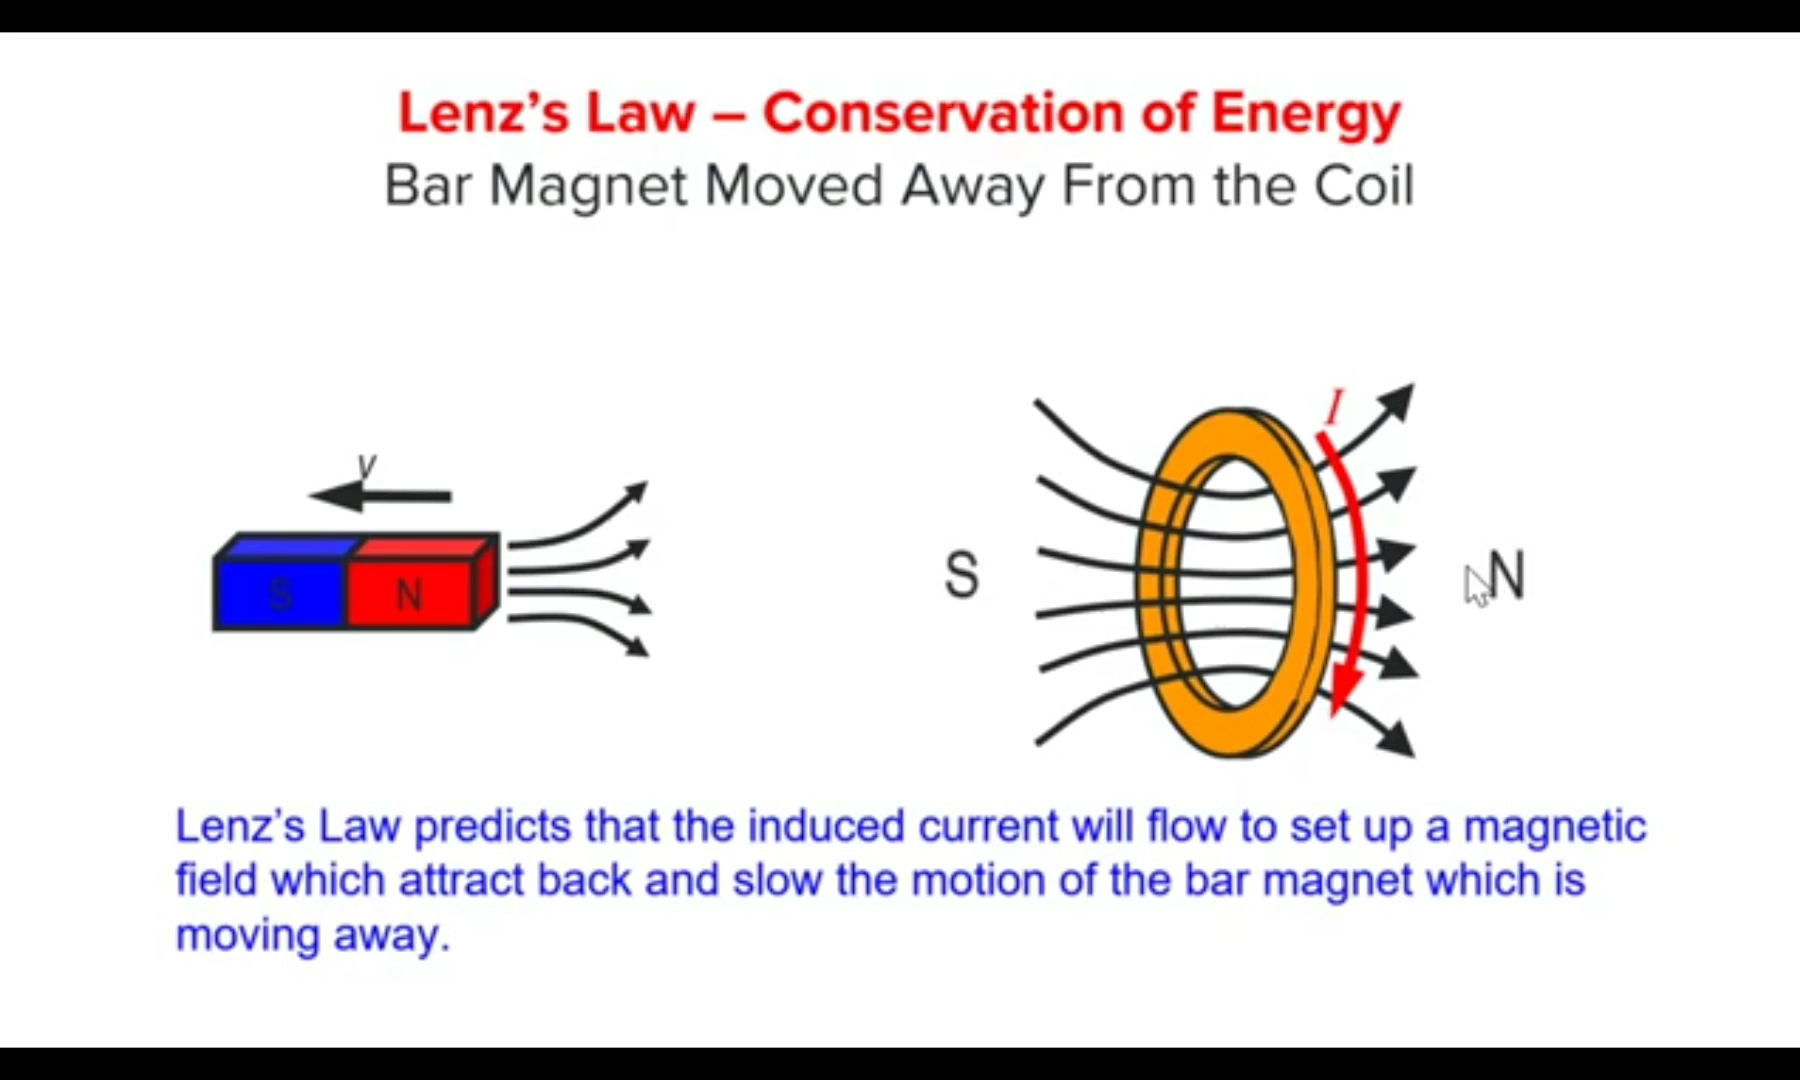 Lenz’s Law – Conservation of Energy
Bar Magnet Moved Away From the Coil
v
S N
I
S
N
Lenz’s Law predicts that the induced current will flow to set up a magnetic
field which attract back and slow the motion of the bar magnet which is
moving away.